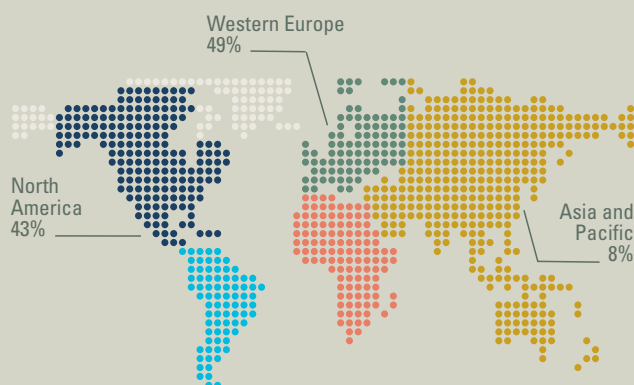 Western Europe
49%
North
America
43%
Asia and
Pacific
8%